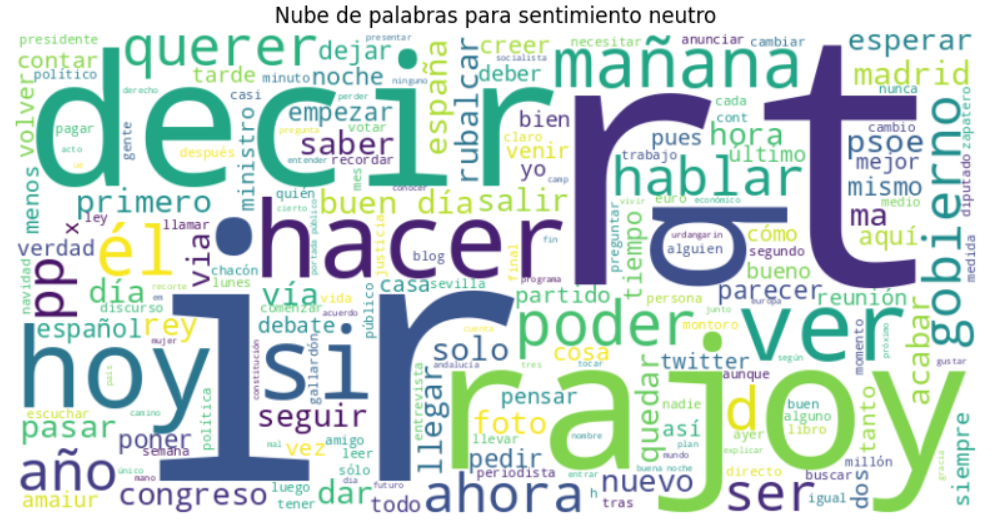 Nube de palabras para sentimiento neutro
presidente
contar
político
volver
querer
presentar
dejar
tarde
minuto
noche
casi
derecho
ninguno
perder
españa
rubalcar
creer
socialista
deber
necesitar
mañana
anunciar
cambiar
esperar
madrid
nunca
zapatero
decir
rt
pagar
acto
ue
gente
después
ministro
empezar
votar
pregunta
saber
recordar
entender
mes
conocer
bien
claro
venir
yo
camp
cada
cont
pues
hora
trabajo
último
cambio
psoe
mejor
mismo
medio
diputado
gobierno
menos
primero
quién
cierto
buen día
salir
hablar
vivir
euro
económico
preguntar
tiempo
q
alguien
cómo
segundo
bueno
ma
aquí
medida
x
ley
llamar
verdad
él
vía
via
hacer
portada público
justicia
blog
final
fin
urdangarin
programa
parecer
europa
reunión
navidad
pp
día
recorte
em
discurso
chacón
lunes
comenzar
vida
acuerdo
casa
sevilla
público
partido
persona
junto
español
rey
mujer
debate
gallardón
constitución
sir
ir
hoy
solo
cuenta
andalucía
tres
poder
cosa
tocar
montoro
twitter
según
ver
próximo
aunque
momento
gustar
acabar
país
escuchar
pasar
camino
política
poner
semana
seguir
vez
mal
amigo
leer
entrevista
llegar
pensar
foto
llevar
nombre
quedar
nadie
así
plan
rajoy
d
ayer
buen
alguno
libro
tanto
siempre
gracia
año
único
mano
amaiur
congreso
luego
tener
sólo
dia
dar
futuro
todo
ahora
pedir
periodista
entrar
h
tras
mundo
buena noche
nuevo
explicar
directo
ser
buscar
millón
igual
dos